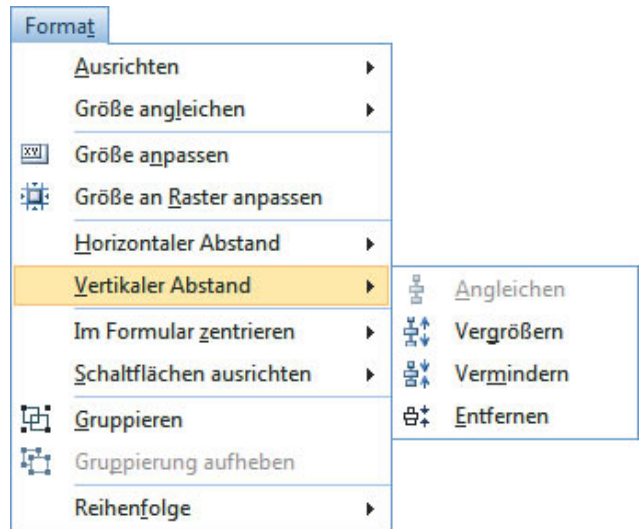 Format
Ausrichten
Größe angleichen
Größe anpassen
Größe an Raster anpassen
Horizontaler Abstand
Vertikaler Abstand
Im Formular zentrieren
Schaltflächen ausrichten
Gruppieren
Gruppierung aufheben
Reihenfolge
Angleichen
Vergrößern
Vermindern
Entfernen